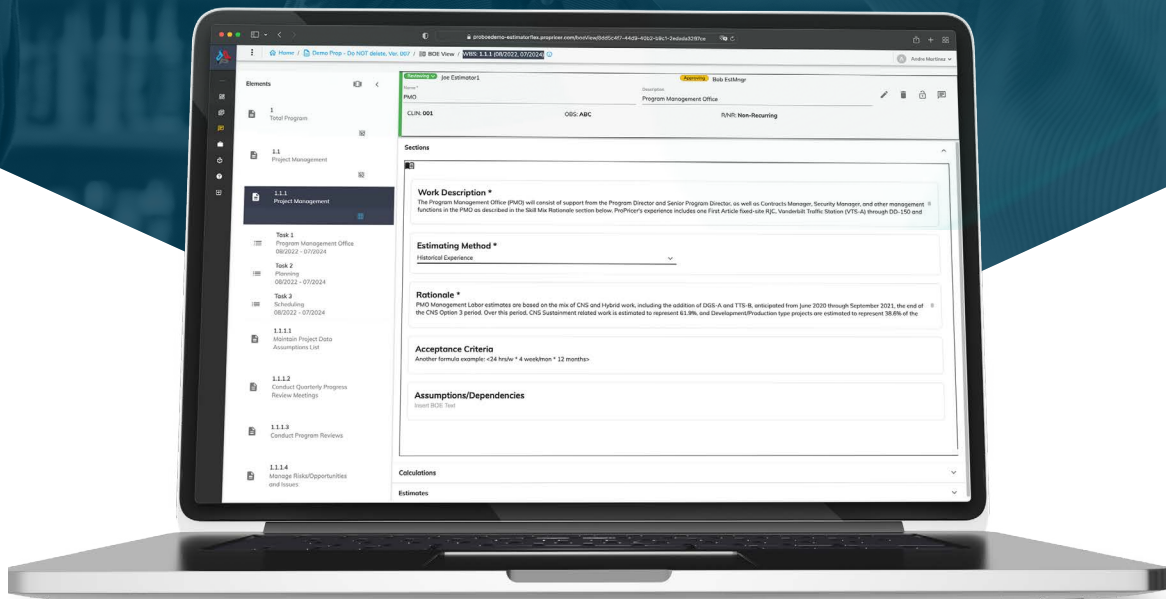 proboedemo-estimatorflex.propricer.com/boeView/
Home / Demo Prop - Do NOT delete, Ver. 007 / BOE View / WBS: 1.1.1 (08/2022, 07/2024)
Andre Martinez
Elements
1
Total Program
1.1
Project Management
1.1.1
Project Management
Task 1
Program Management Office
08/2022 - 07/2024
Task 2
Planning
08/2022 - 07/2024
Task 3
Scheduling
08/2022 - 07/2024
1.1.1.1
Maintain Project Data
Assumptions List
1.1.1.2
Conduct Quarterly Progress
Review Meetings
1.1.1.3
Conduct Program Reviews
1.1.1.4
Manage Risks/Opportunities
and Issues
Reviewing Joe Estimator1
Approving Bob EstMngr
Name*
PMO
Description
Program Management Office
CLIN: 001 OBS: ABC R/NR: Non-Recurring
Sections
Work Description *
The Program Management Office (PMO) will consist of support from the Program Director and Senior Program Director, as well as Contracts Manager, Security Manager, and other management
functions in the PMO as described in the Skill Mix Rationale section below. ProPricer's experience includes one First Article fixed-site RJC, Vanderbilt Traffic Station (VTS-A) through DD-150 and
Estimating Method *
Historical Experience
Rationale *
PMO Management Labor estimates are based on the mix of CNS and Hybrid work, including the addition of DGS-A and TTS-B, anticipated from June 2020 through September 2021, the end of
the CNS Option 3 period. Over this period, CNS Sustainment related work is estimated to represent 61.9%, and Development/Production type projects are estimated to represent 38.6% of the
Acceptance Criteria
Another formula example: <24 hrs/w * 4 week/mon * 12 months>
Assumptions/Dependencies
Insert BOE Text
Calculations
Estimates